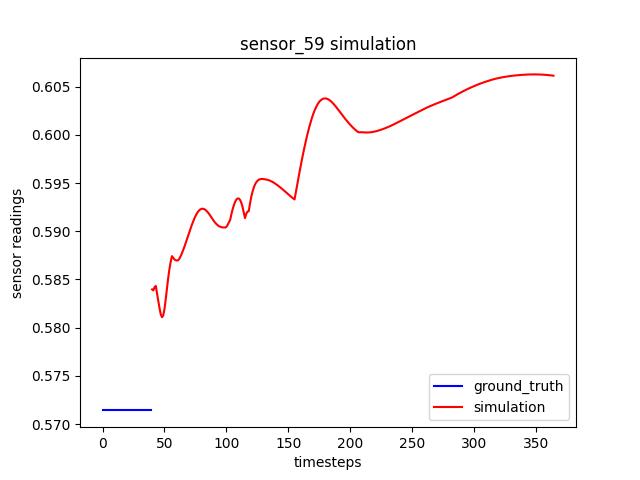 sensor_59 simulation
0.605
0.600
0.595
0.590
0.585
0.580
0.575
0.570
sensor readings
0 50 100 150 200 250 300 350
timesteps
ground_truth
simulation